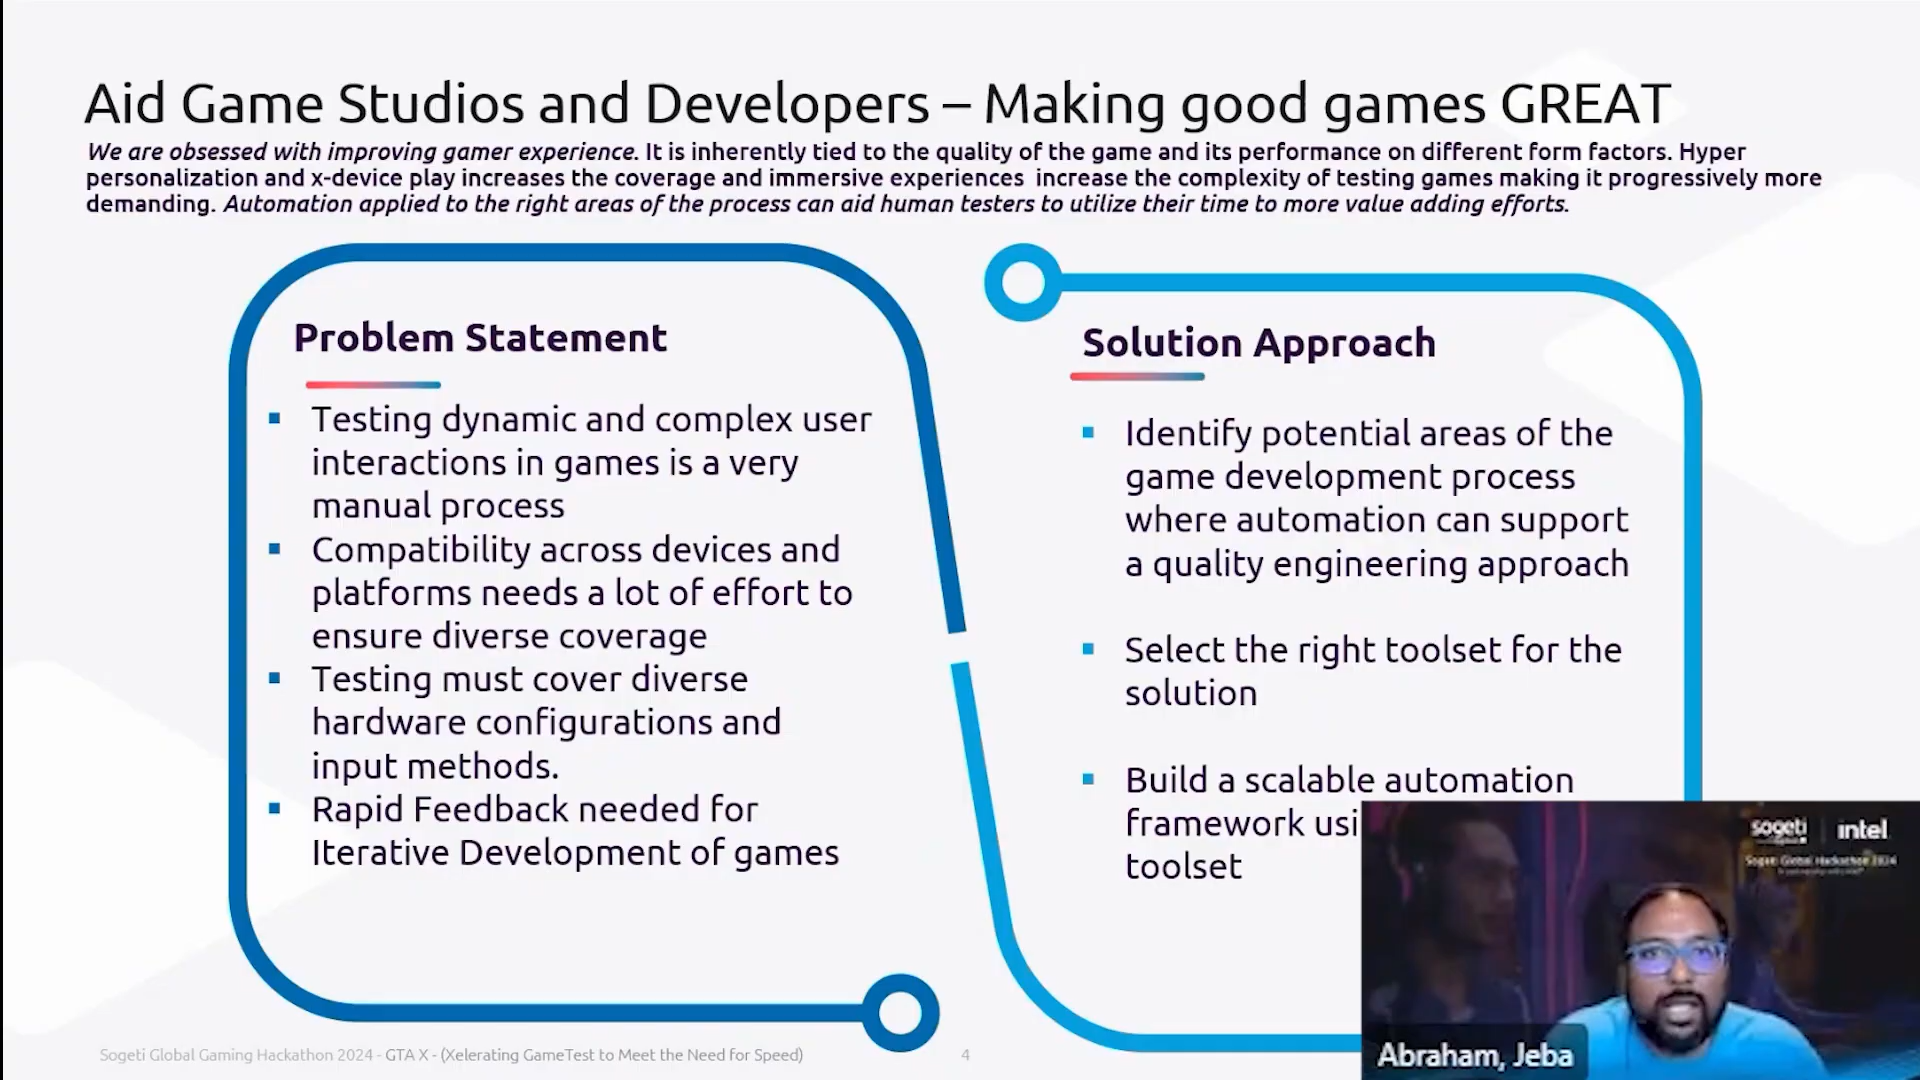 Aid Game Studios and Developers – Making good games GREAT
We are obsessed with improving gamer experience. It is inherently tied to the quality of the game and its performance on different form factors. Hyper
personalization and x-device play increases the coverage and immersive experiences increase the complexity of testing games making it progressively more
demanding. Automation applied to the right areas of the process can aid human testers to utilize their time to more value adding efforts.
Problem Statement
Testing dynamic and complex user
interactions in games is a very
manual process
Compatibility across devices and
platforms needs a lot of effort to
ensure diverse coverage
Testing must cover diverse
hardware configurations and
input methods.
Rapid Feedback needed for
Iterative Development of games
Solution Approach
Identify potential areas of the
game development process
where automation can support
a quality engineering approach
Select the right toolset for the
solution
Build a scalable automation
framework usi
toolset
sogeti intel
Sogeti Global Hackathon 2024
Abraham, Jeba
Sogeti Global Gaming Hackathon 2024 - GTA X - (Xelerating GameTest to Meet the Need for Speed)
4